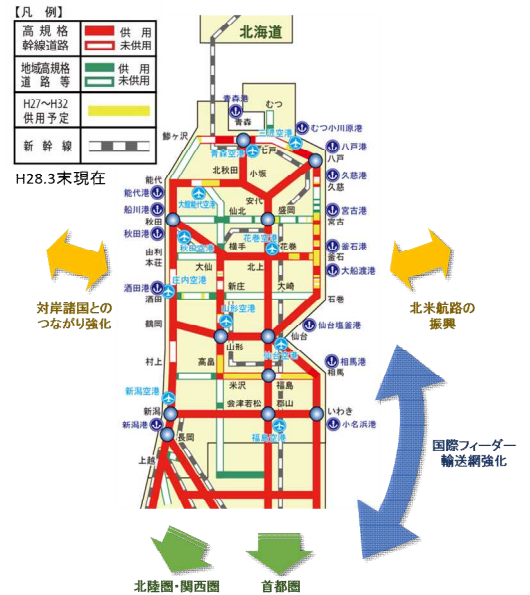 【凡 例】
高規格
幹線道路
供 用
未供用
地域高規格
道路等
供 用
未供用
H27～H32
供用予定
新幹線
H28.3末現在
北海道
青森港
むつ
青森
むつ小川原港
三沢空港
鯵ヶ沢
七戸
八戸港
青森空港
八戸
北秋田
小坂
久慈港
久慈
能代
能代港
大館能代空港
安代
船川港
仙北
盛岡
宮古港
宮古
秋田
秋田港
花巻空港
秋田空港
横手
花巻
釜石港
釜石
由利
本荘
大仙
北上
大船渡港
庄内空港
酒田港
酒田
新庄
大崎
石巻
山形空港
鶴岡
仙台塩釜港
仙台
山形
仙台空港
村上
高畠
相馬港
相馬
米沢
福島
新潟空港
会津若松
郡山
新潟
いわき
新潟港
福島空港
小名浜港
長岡
上越
対岸諸国との
つながり強化
北米航路の
振興
国際フィーダー
輸送網強化
北陸圏・関西圏
首都圏